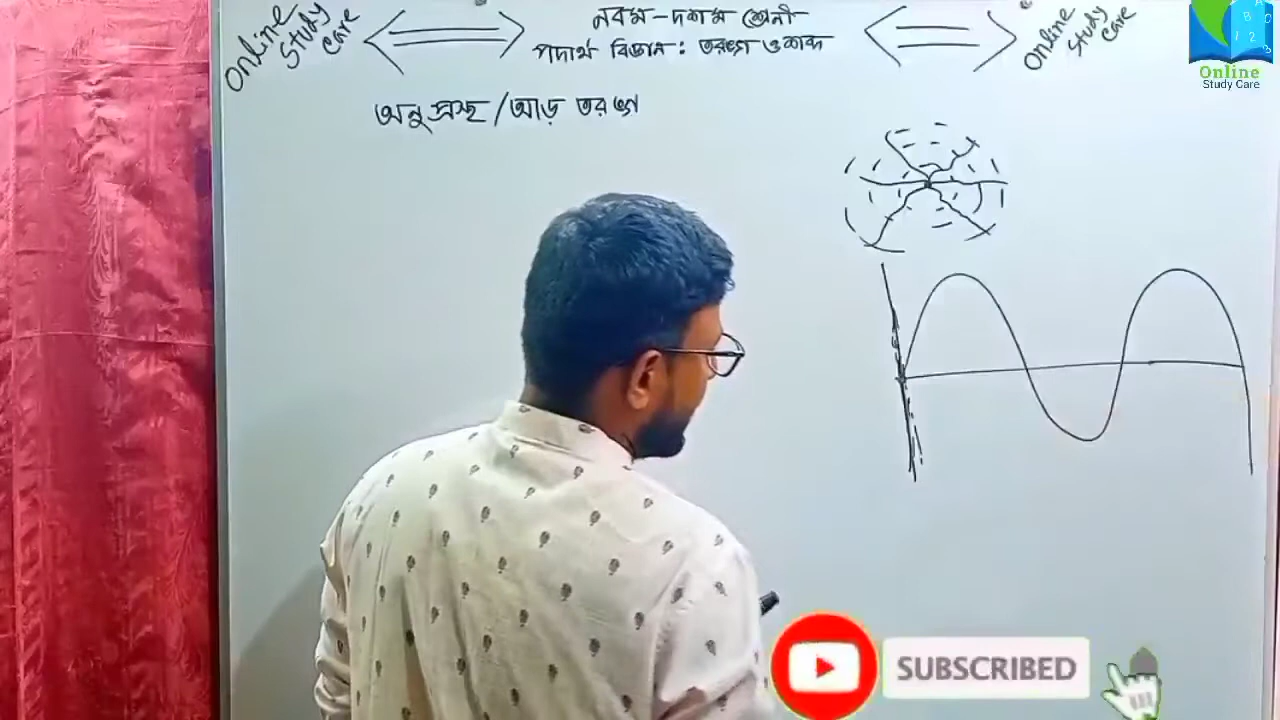 Online
Study
Care
নবম-দশম শ্রেণী
পদার্থ বিজ্ঞান: তরঙ্গ ও শব্দ
Online
Study
Care
Online
Study Care
অনুপ্রস্থ/আড় তরঙ্গ
SUBSCRIBED